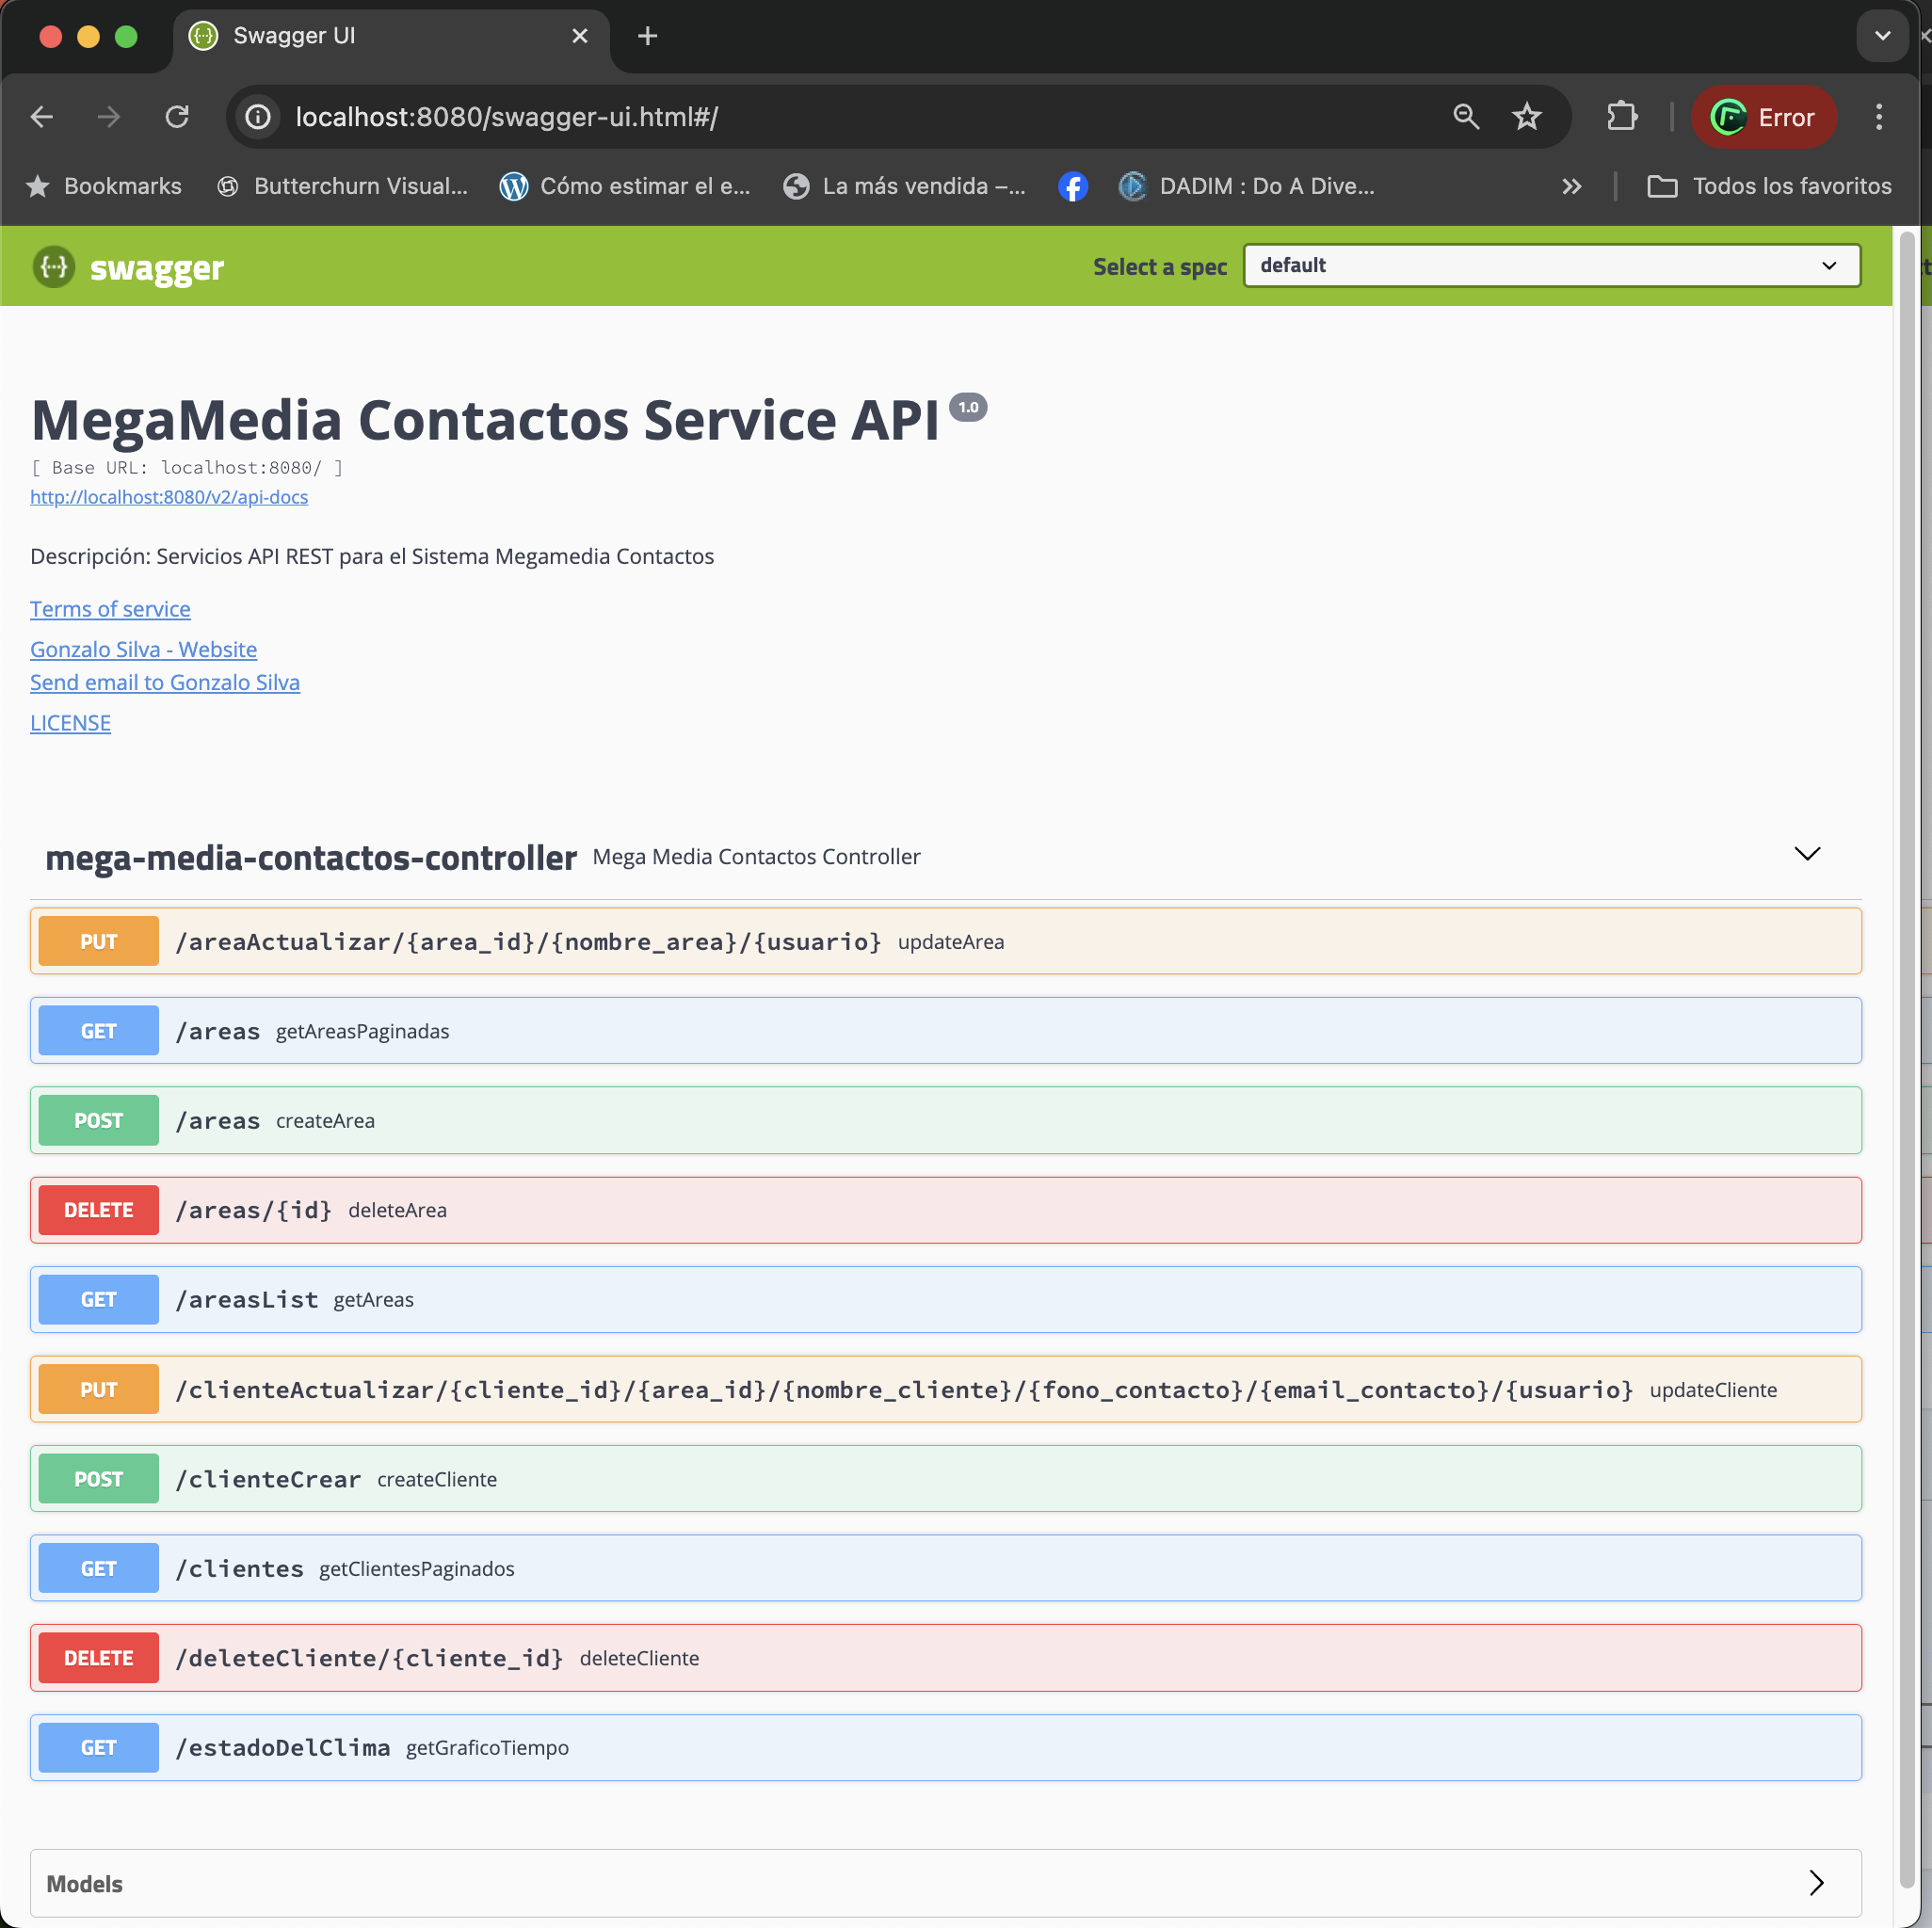 Swagger UI
localhost:8080/swagger-ui.html#/
Error
Bookmarks
Butterchurn Visual...
Cómo estimar el e...
La más vendida –...
DADIM : Do A Dive...
Todos los favoritos
swagger
Select a spec
default
MegaMedia Contactos Service API 1.0
[ Base URL: localhost:8080/ ]
http://localhost:8080/v2/api-docs
Descripción: Servicios API REST para el Sistema Megamedia Contactos
Terms of service
Gonzalo Silva - Website
Send email to Gonzalo Silva
LICENSE
mega-media-contactos-controller Mega Media Contactos Controller
PUT /areaActualizar/{area_id}/{nombre_area}/{usuario} updateArea
GET /areas getAreasPaginadas
POST /areas createArea
DELETE /areas/{id} deleteArea
GET /areasList getAreas
PUT /clienteActualizar/{cliente_id}/{area_id}/{nombre_cliente}/{fono_contacto}/{email_contacto}/{usuario} updateCliente
POST /clienteCrear createCliente
GET /clientes getClientesPaginados
DELETE /deleteCliente/{cliente_id} deleteCliente
GET /estadoDelClima getGraficoTiempo
Models